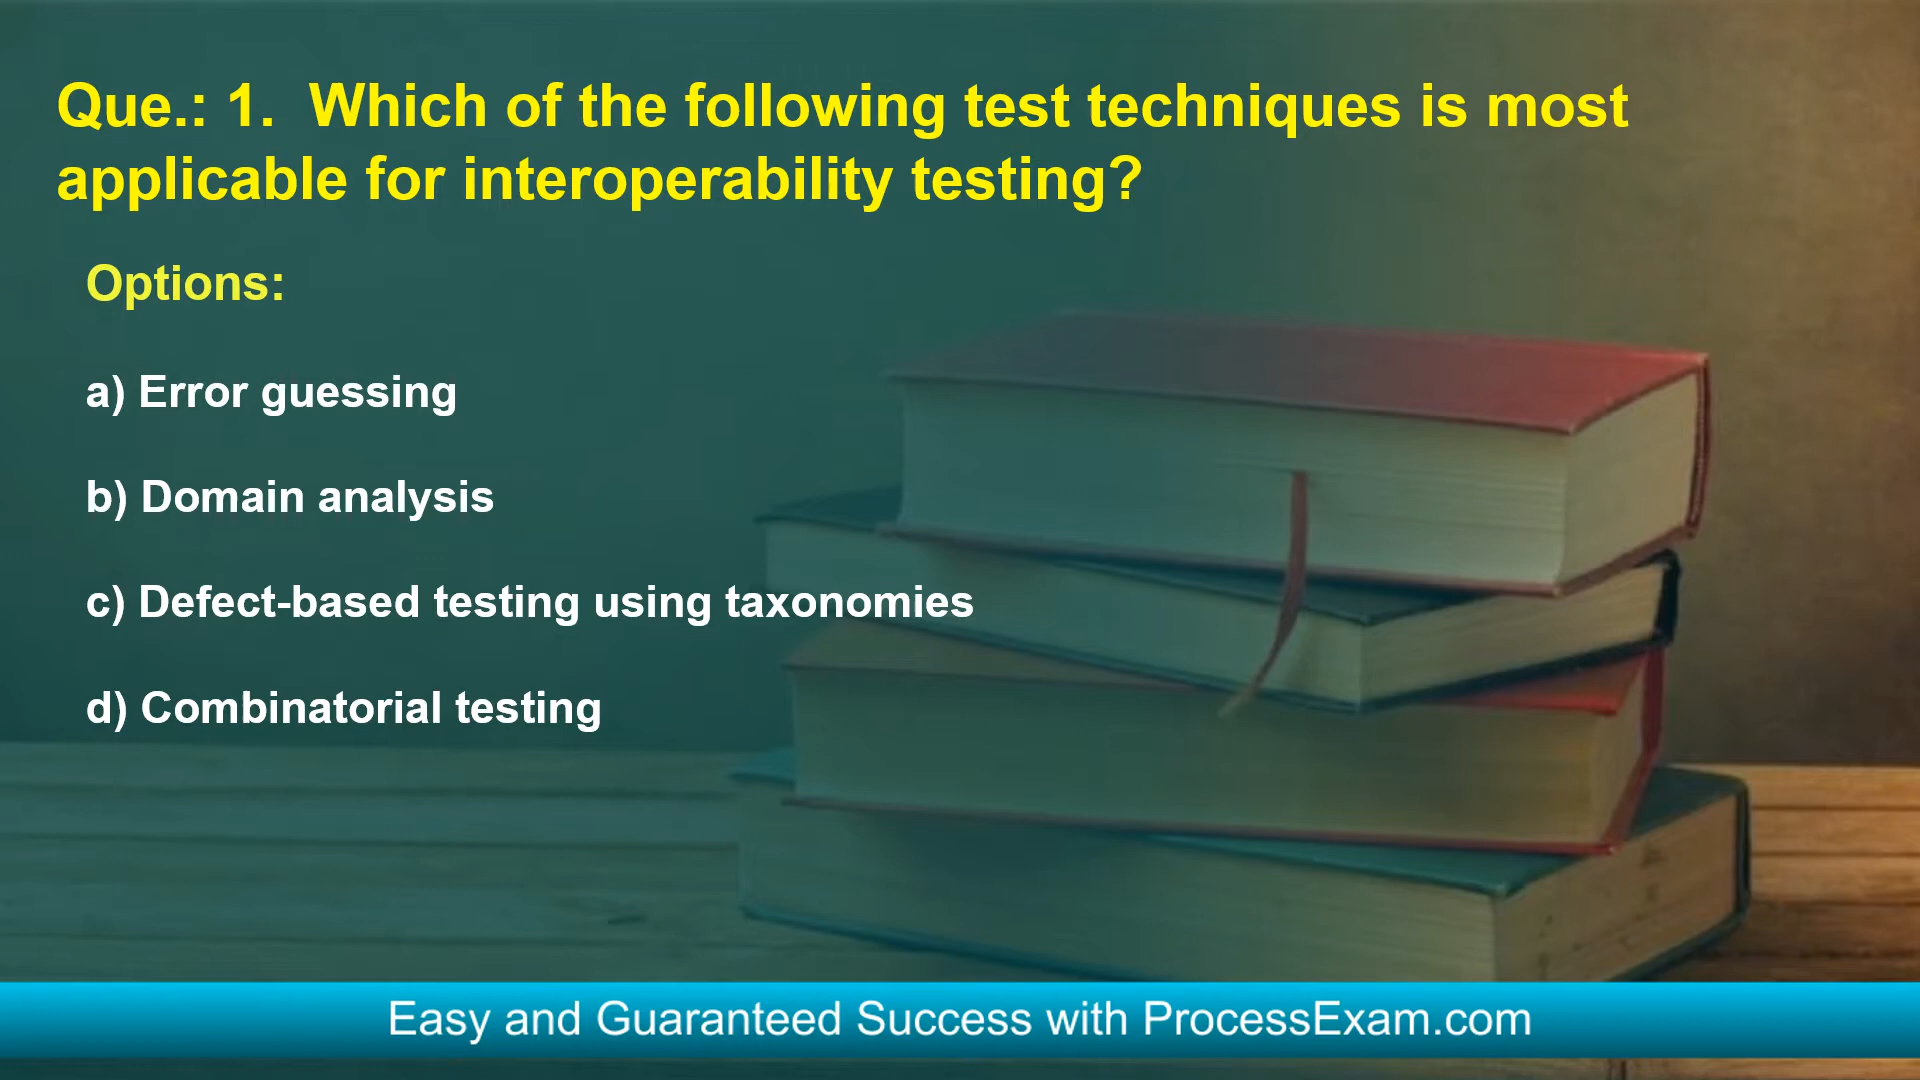 Que.: 1.  Which of the following test techniques is most
applicable for interoperability testing?
Options:
a) Error guessing
b) Domain analysis
c) Defect-based testing using taxonomies
d) Combinatorial testing
Easy and Guaranteed Success with ProcessExam.com